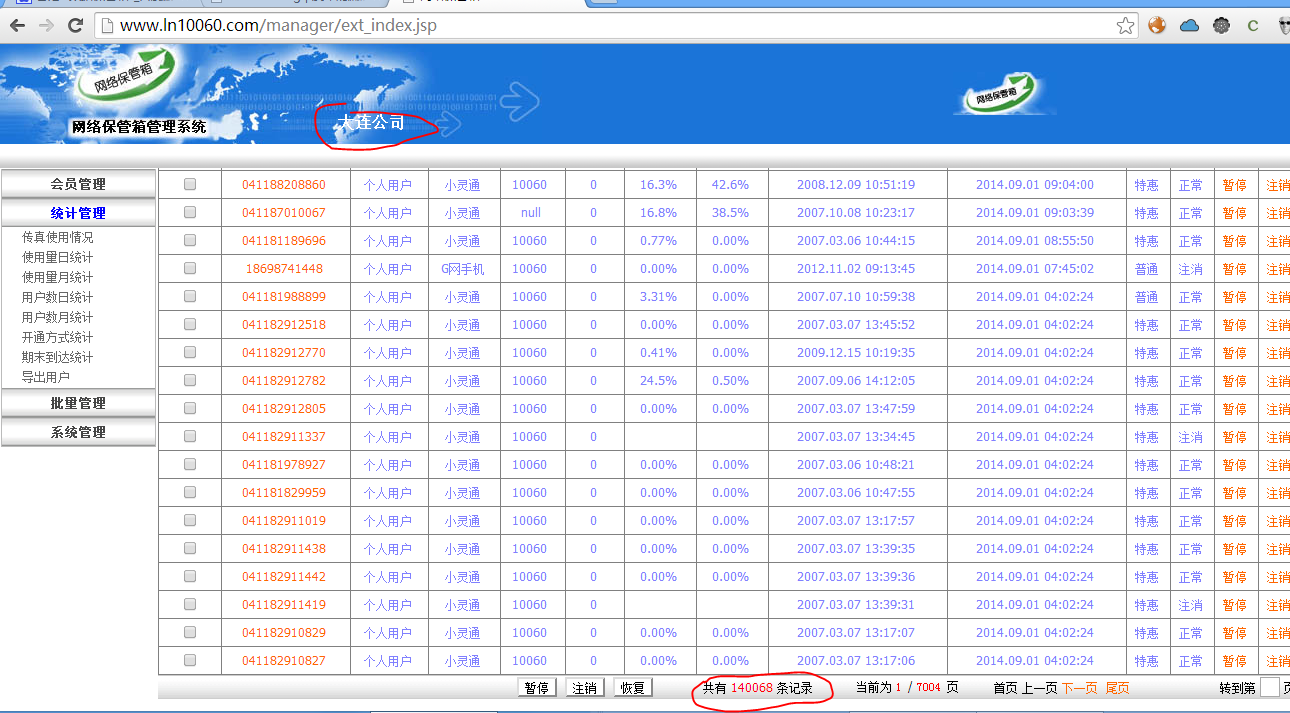 www.ln10060.com/manager/ext_index.jsp
网络保管箱
网络保管箱管理系统
大连公司
网络保管箱
会员管理
统计管理
传真使用情况
使用量日统计
使用量月统计
用户数日统计
用户数月统计
开通方式统计
期末到达统计
导出用户
批量管理
系统管理
041188208860 个人用户 小灵通 10060 0 16.3% 42.6% 2008.12.09 10:51:19 2014.09.01 09:04:00 特惠 正常 暂停 注销
041187010067 个人用户 小灵通 null 0 16.8% 38.5% 2007.10.08 10:23:17 2014.09.01 09:03:39 特惠 正常 暂停 注销
041181189696 个人用户 小灵通 10060 0 0.77% 0.00% 2007.03.06 10:44:15 2014.09.01 08:55:50 特惠 正常 暂停 注销
18698741448 个人用户 G网手机 10060 0 0.00% 0.00% 2012.11.02 09:13:45 2014.09.01 07:45:02 普通 注消 暂停 注销
041181988899 个人用户 小灵通 10060 0 3.31% 0.00% 2007.07.10 10:59:38 2014.09.01 04:02:24 普通 正常 暂停 注销
041182912518 个人用户 小灵通 10060 0 0.00% 0.00% 2007.03.07 13:45:52 2014.09.01 04:02:24 特惠 正常 暂停 注销
041182912770 个人用户 小灵通 10060 0 0.41% 0.00% 2009.12.15 10:19:35 2014.09.01 04:02:24 特惠 正常 暂停 注销
041182912782 个人用户 小灵通 10060 0 24.5% 0.50% 2007.09.06 14:12:05 2014.09.01 04:02:24 特惠 正常 暂停 注销
041182912805 个人用户 小灵通 10060 0 0.00% 0.00% 2007.03.07 13:47:59 2014.09.01 04:02:24 特惠 正常 暂停 注销
041182911337 个人用户 小灵通 10060 0 2007.03.07 13:34:45 2014.09.01 04:02:24 特惠 注消 暂停 注销
041181978927 个人用户 小灵通 10060 0 0.00% 0.00% 2007.03.06 10:48:21 2014.09.01 04:02:24 特惠 正常 暂停 注销
041181829959 个人用户 小灵通 10060 0 0.00% 0.00% 2007.03.06 10:47:55 2014.09.01 04:02:24 特惠 正常 暂停 注销
041182911019 个人用户 小灵通 10060 0 0.00% 0.00% 2007.03.07 13:17:57 2014.09.01 04:02:24 特惠 正常 暂停 注销
041182911438 个人用户 小灵通 10060 0 0.00% 0.00% 2007.03.07 13:39:35 2014.09.01 04:02:24 特惠 正常 暂停 注销
041182911442 个人用户 小灵通 10060 0 0.00% 0.00% 2007.03.07 13:39:36 2014.09.01 04:02:24 特惠 正常 暂停 注销
041182911419 个人用户 小灵通 10060 0 2007.03.07 13:39:31 2014.09.01 04:02:24 特惠 注消 暂停 注销
041182910829 个人用户 小灵通 10060 0 0.00% 0.00% 2007.03.07 13:17:07 2014.09.01 04:02:24 特惠 正常 暂停 注销
041182910827 个人用户 小灵通 10060 0 0.00% 0.00% 2007.03.07 13:17:06 2014.09.01 04:02:24 特惠 正常 暂停 注销
暂停 注销 恢复 共有 140068 条记录 当前为 1 / 7004 页 首页 上一页 下一页 尾页 转到第